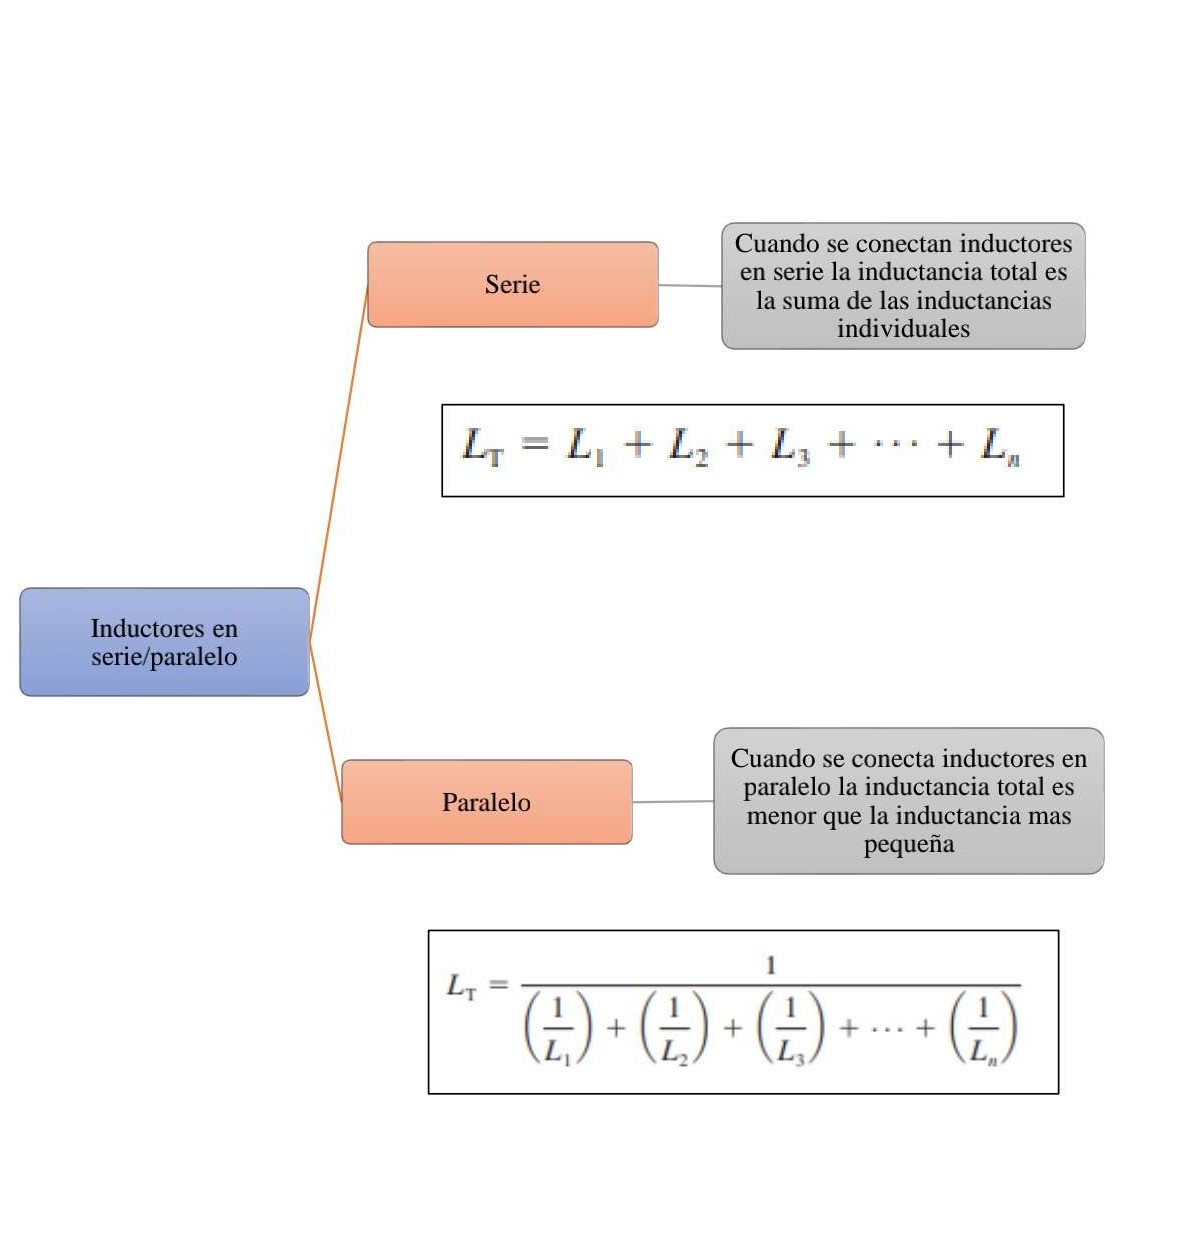 Serie
Cuando se conectan inductores
en serie la inductancia total es
la suma de las inductancias
individuales
L_T = L_1 + L_2 + L_3 + ··· + L_n
Inductores en
serie/paralelo
Paralelo
Cuando se conecta inductores en
paralelo la inductancia total es
menor que la inductancia mas
pequeña
L_T = \frac{1}{\left(\frac{1}{L_1}\right) + \left(\frac{1}{L_2}\right) + \left(\frac{1}{L_3}\right) + \cdots + \left(\frac{1}{L_n}\right)}